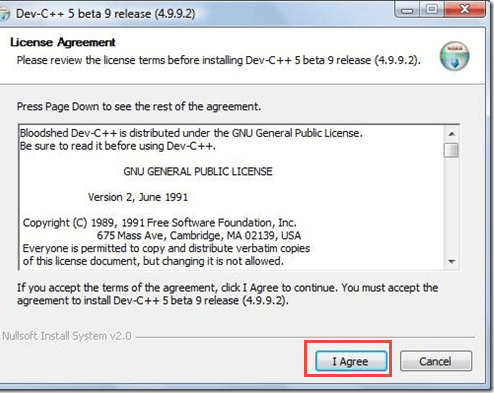 Dev-C++ 5 beta 9 release (4.9.9.2)
License Agreement
Please review the license terms before installing Dev-C++ 5 beta 9 release (4.9.9.2).
Press Page Down to see the rest of the agreement.
Bloodshed Dev-C++ is distributed under the GNU General Public License.
Be sure to read it before using Dev-C++.
GNU GENERAL PUBLIC LICENSE
Version 2, June 1991
Copyright (C) 1989, 1991 Free Software Foundation, Inc.
675 Mass Ave, Cambridge, MA 02139, USA
Everyone is permitted to copy and distribute verbatim copies
of this license document, but changing it is not allowed.
If you accept the terms of the agreement, click I Agree to continue. You must accept the
agreement to install Dev-C++ 5 beta 9 release (4.9.9.2).
Nullsoft Install System v2.0
I Agree
Cancel